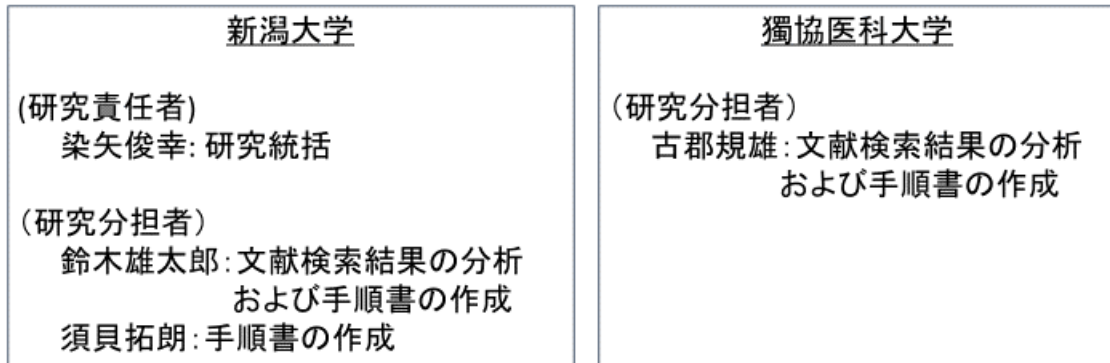 新潟大学
(研究責任者)
染矢俊幸: 研究統括
（研究分担者）
鈴木雄太郎：文献検索結果の分析
および手順書の作成
須貝拓朗：手順書の作成
獨協医科大学
（研究分担者）
古郡規雄：文献検索結果の分析
および手順書の作成